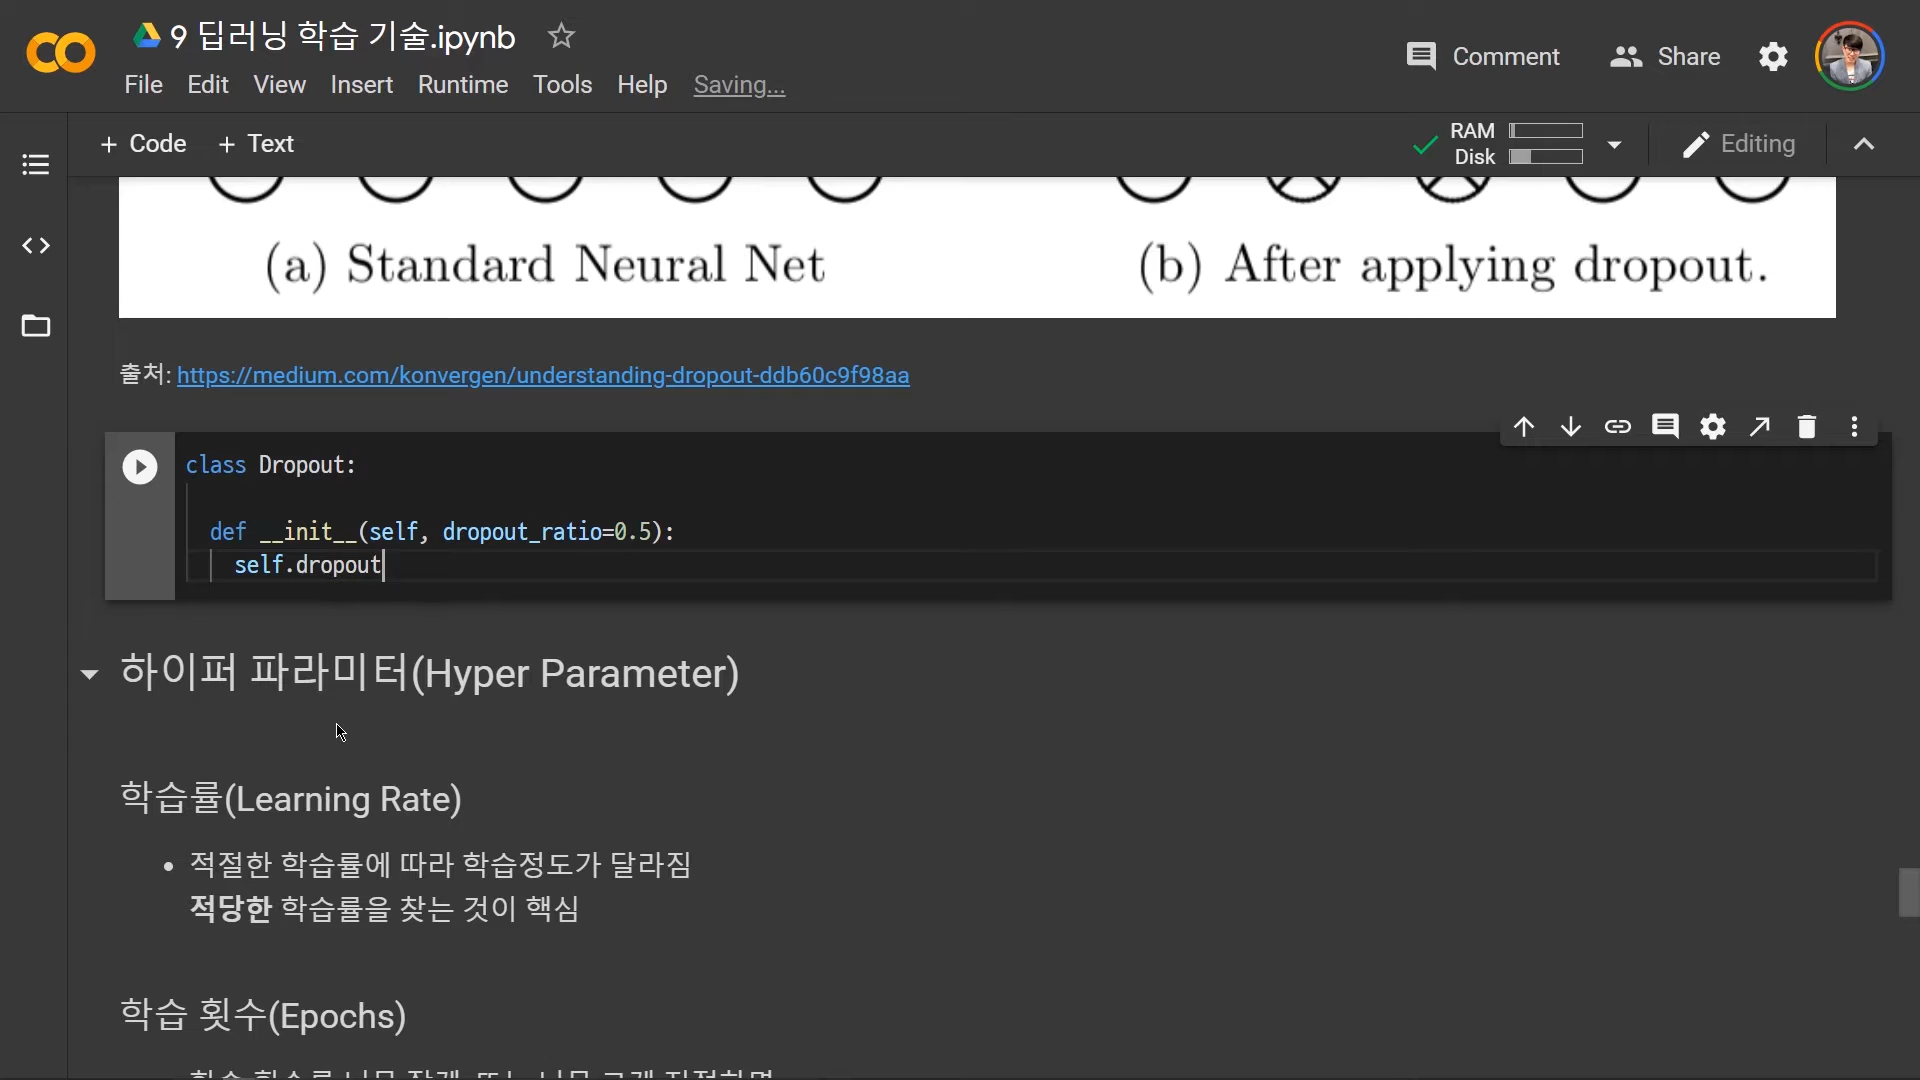 9 딥러닝 학습 기술.ipynb
Comment
Share
File Edit View Insert Runtime Tools Help Saving...
+ Code + Text
RAM
Disk
Editing
(a) Standard Neural Net
(b) After applying dropout.
출처: https://medium.com/konvergen/understanding-dropout-ddb60c9f98aa
class Dropout:
def __init__(self, dropout_ratio=0.5):
self.dropout
하이퍼 파라미터(Hyper Parameter)
학습률(Learning Rate)
• 적절한 학습률에 따라 학습정도가 달라짐
적당한 학습률을 찾는 것이 핵심
학습 횟수(Epochs)